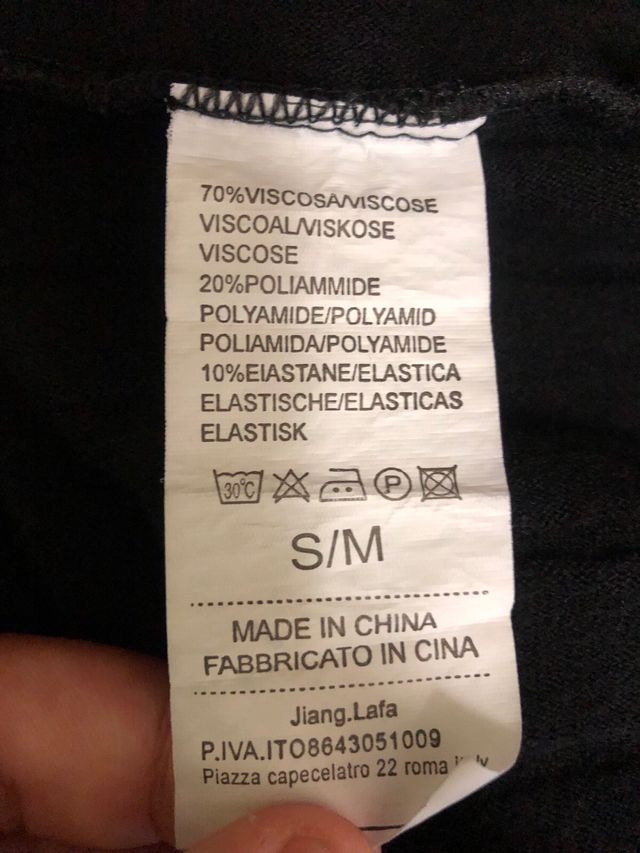 70%VISCOSA/VISCOSE
VISCOAL/VISKOSE
VISCOSE
20%POLIAMMIDE
POLYAMIDE/POLYAMID
POLIAMIDA/POLYAMIDE
10%EIASTANE/ELASTICA
ELASTISCHE/ELASTICAS
ELASTISK
30°C P
S/M
MADE IN CHINA
FABBRICATO IN CINA
Jiang.Lafa
P.IVA.ITO8643051009
Piazza capecelatro 22 roma